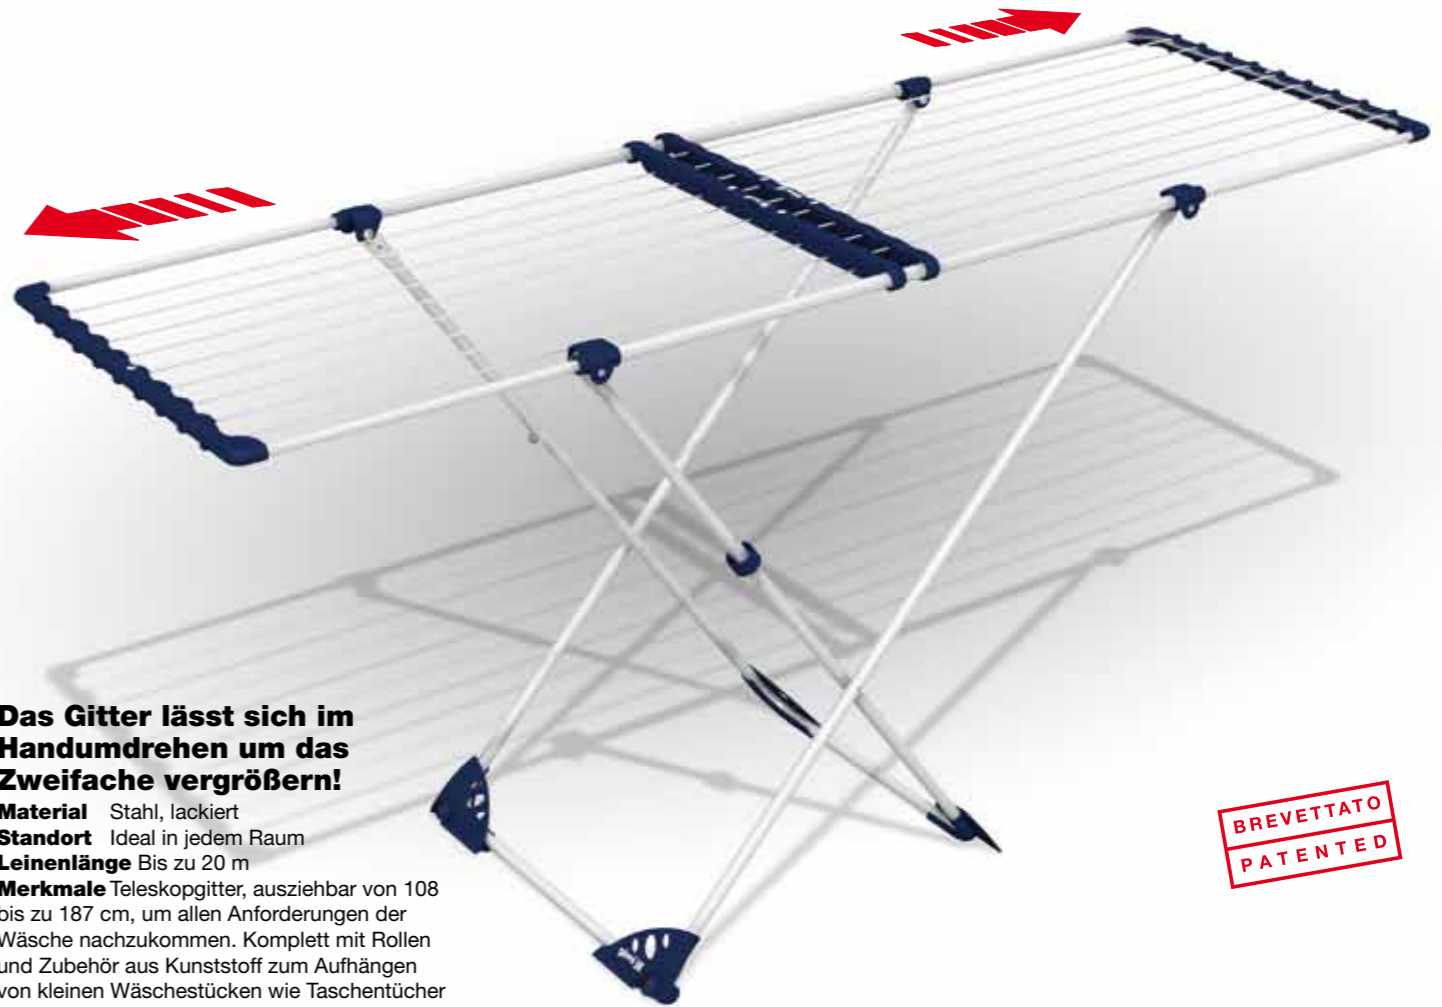 Das Gitter lässt sich im
Handumdrehen um das
Zweifache vergrößern!
Material Stahl, lackiert
Standort Ideal in jedem Raum
Leinenlänge Bis zu 20 m
Merkmale Teleskopgitter, ausziehbar von 108
bis zu 187 cm, um allen Anforderungen der
Wäsche nachzukommen. Komplett mit Rollen
und Zubehör aus Kunststoff zum Aufhängen
von kleinen Wäschestücken wie Taschentücher
BREVETTATO
PATENTED